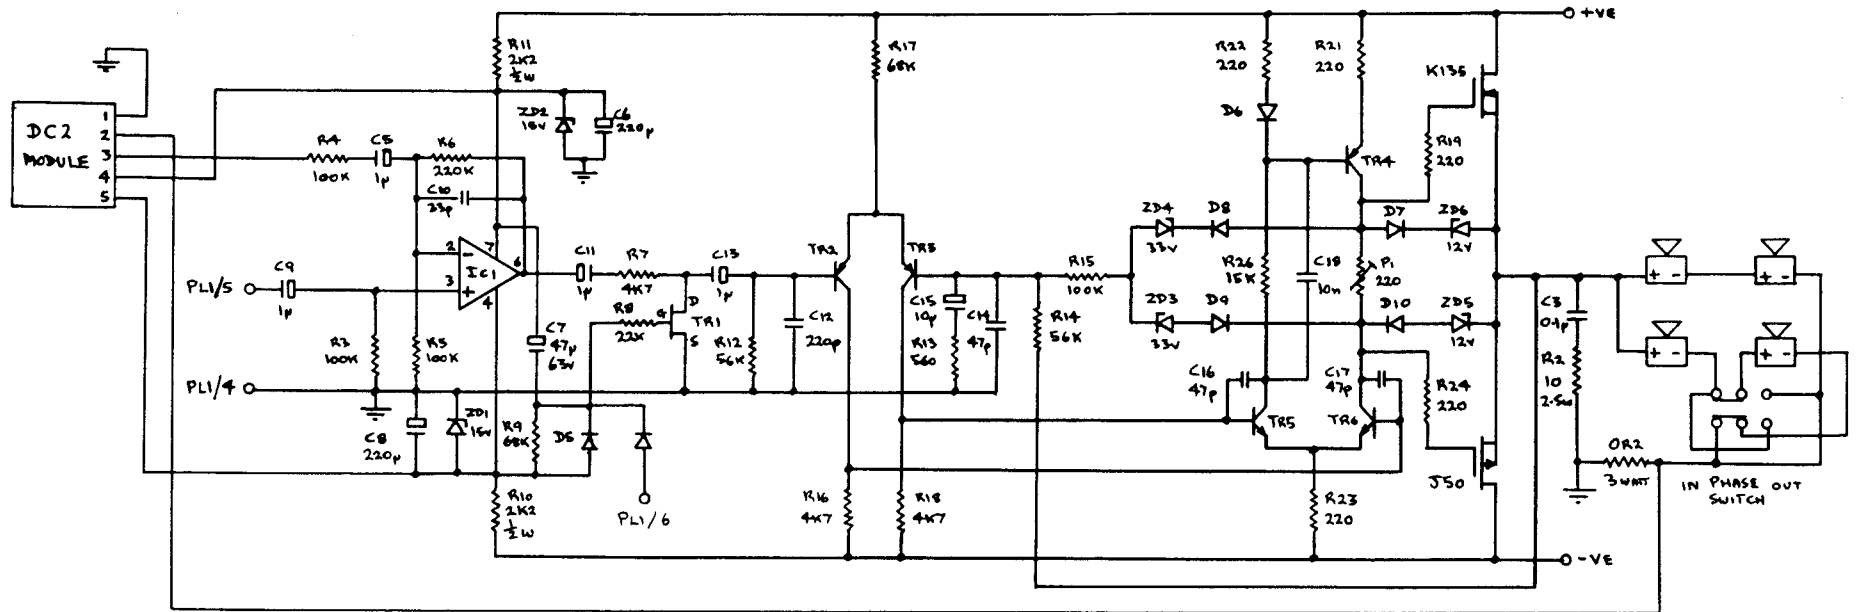 DC2
MODULE
1
2
3
4
5
R11
2K2
½W
ZD2
15V
C6
220µ
R4
100K
C5
1µ
R6
220K
C10
33p
2
7
-
IC1
6
3
+
4
PL1/5
C9
1µ
R3
100K
R5
100K
PL1/4
C8
220µ
ZD1
15V
R9
68K
D5
C7
47µ
63V
R10
2K2
½W
PL1/6
C11
1µ
R7
4K7
R8
22K
G
D
TR1
S
C13
1µ
R12
56K
C12
220p
R17
68K
TR2
TR3
R16
4K7
R18
4K7
C15
10µ
R13
560
C14
47p
R14
56K
R15
100K
ZD4
33V
D8
ZD3
33V
D9
R22
220
D6
R21
220
TR4
R26
15K
C18
10n
P1
220
D7
ZD6
12V
D10
ZD5
12V
C16
47p
C17
47p
TR5
TR6
R23
220
R24
220
R19
220
K135
J50
+VE
-VE
C3
0.1µ
R2
10
2.5W
0R2
3 WATT
+ -
+ -
+ -
+ -
IN PHASE OUT
SWITCH